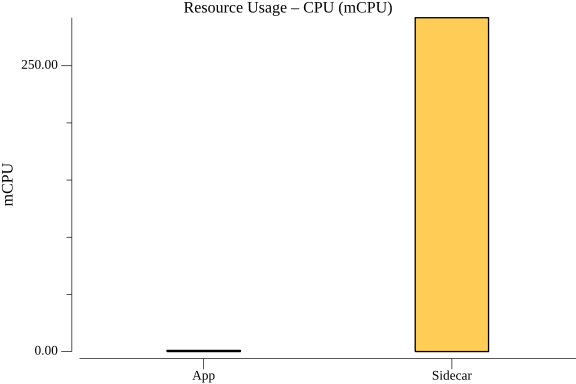 Resource Usage – CPU (mCPU)
250.00
mCPU
0.00
App
Sidecar